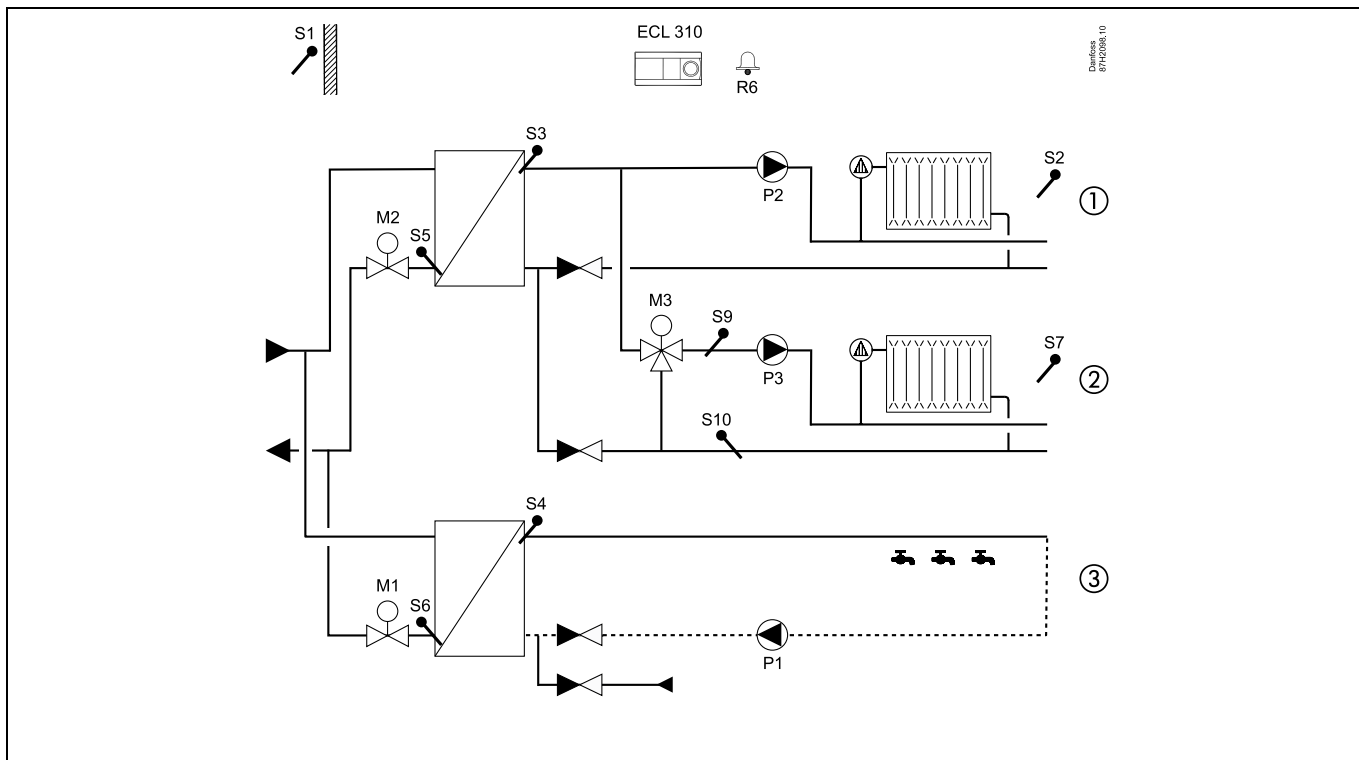 S1
ECL 310
R6
Danfoss
87H2098.10
S3
P2
S2
①
M2
S5
M3
S9
P3
S7
②
S10
S4
M1
S6
P1
③